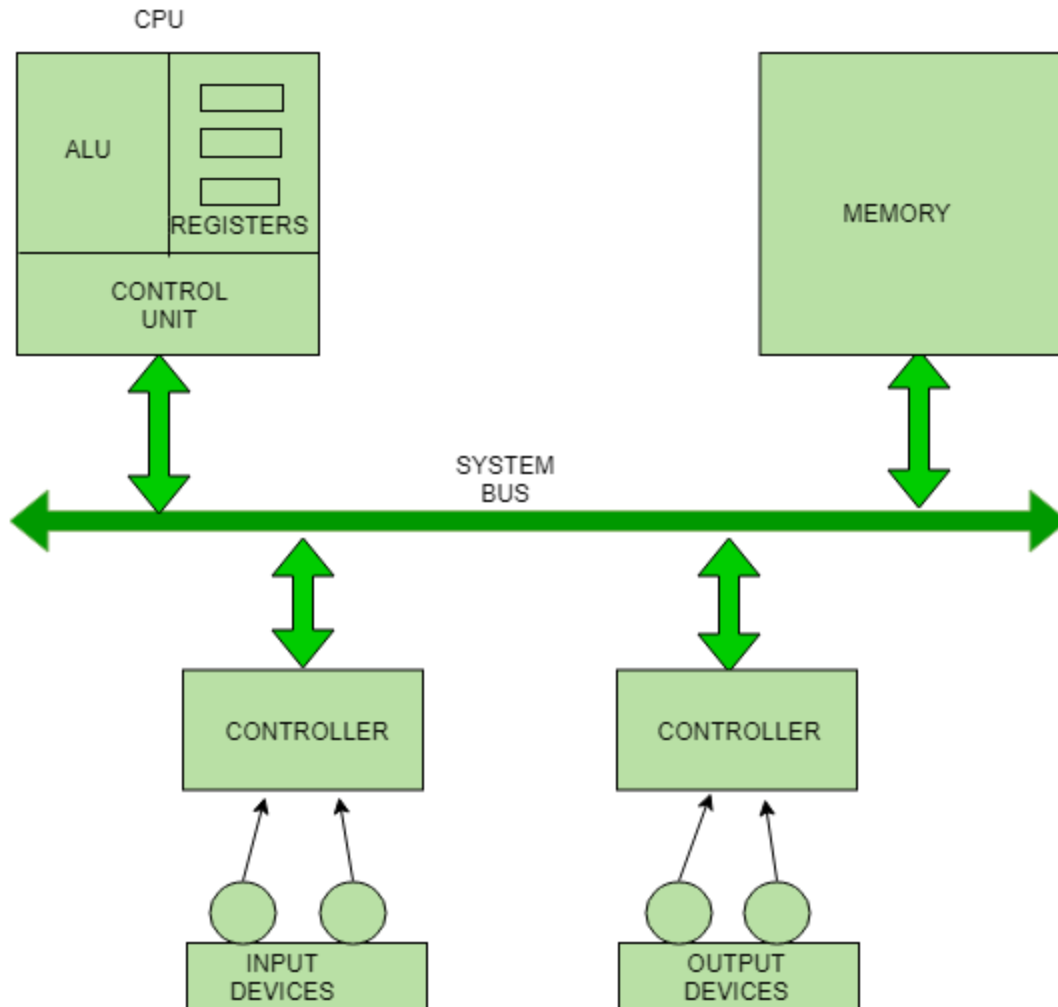 CPU
ALU
REGISTERS
CONTROL
UNIT
MEMORY
SYSTEM
BUS
CONTROLLER
CONTROLLER
INPUT
DEVICES
OUTPUT
DEVICES